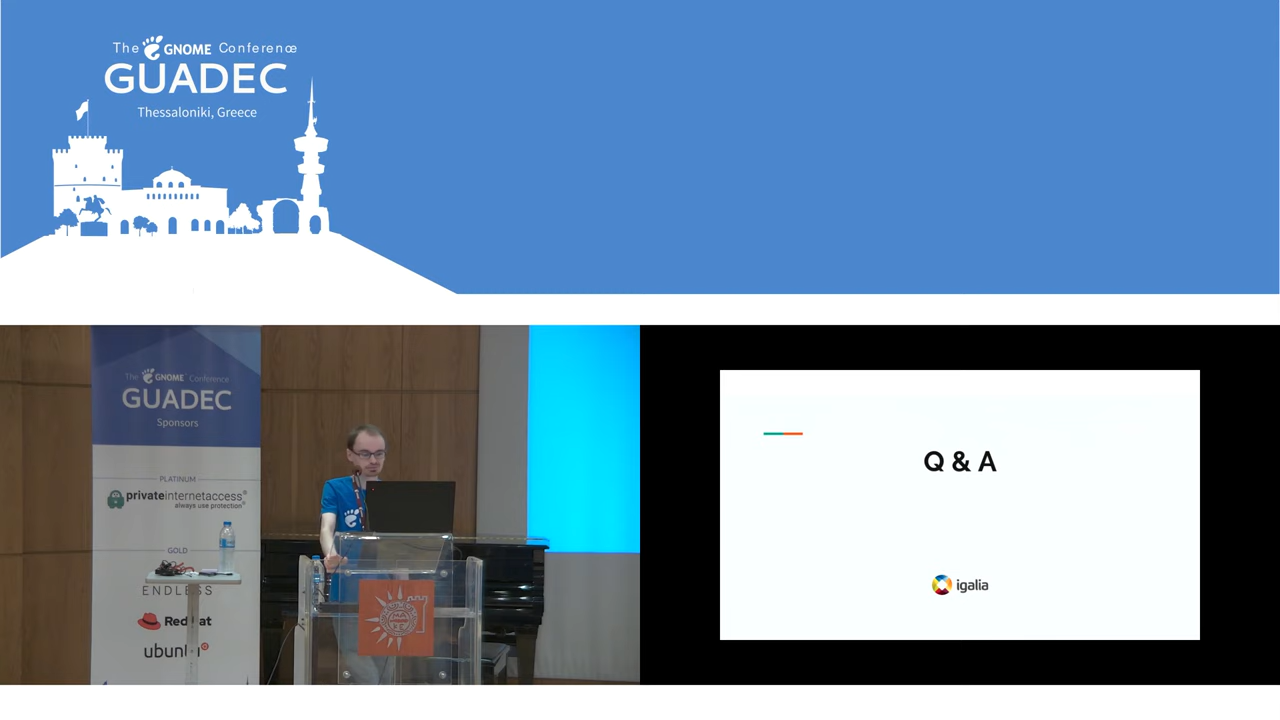 The GNOME Conference
GUADEC
Thessaloniki, Greece
The GNOME Conference
GUADEC
Sponsors
PLATINUM
privateinternetaccess
always use protection
GOLD
ENDLESS
Red Hat
ubuntu
Q & A
igalia